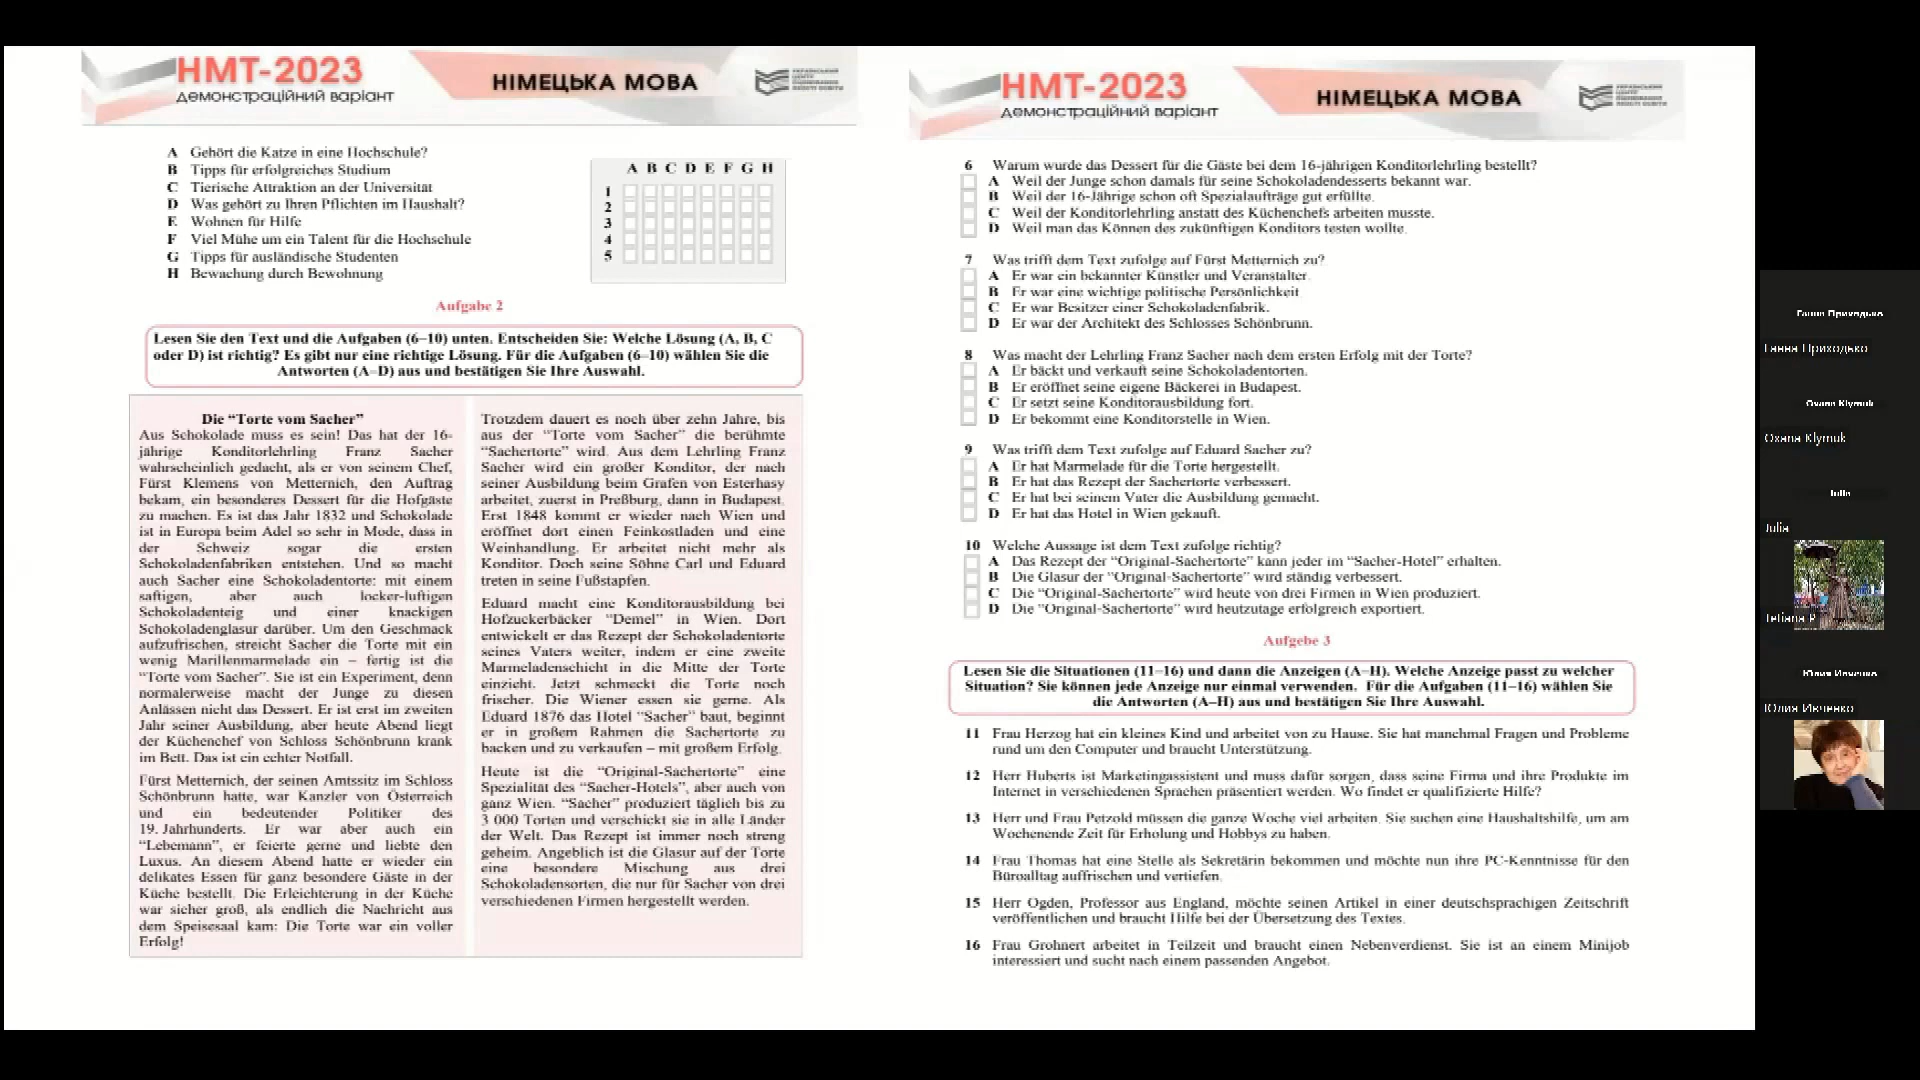 НМТ-2023
демонстраційний варіант
НІМЕЦЬКА МОВА
A Gehört die Katze in eine Hochschule?
B Tipps für erfolgreiches Studium
C Tierische Attraktion an der Universität
D Was gehört zu Ihren Pflichten im Haushalt?
E Wohnen für Hilfe
F Viel Mühe um ein Talent für die Hochschule
G Tipps für ausländische Studenten
H Bewachung durch Bewohnung
A B C D E F G H
1
2
3
4
5
Aufgabe 2
Lesen Sie den Text und die Aufgaben (6–10) unten. Entscheiden Sie: Welche Lösung (A, B, C
oder D) ist richtig? Es gibt nur eine richtige Lösung. Für die Aufgaben (6–10) wählen Sie die
Antworten (A–D) aus und bestätigen Sie Ihre Auswahl.
Die “Torte vom Sacher”
Aus Schokolade muss es sein! Das hat der 16-
jährige Konditorlehrling Franz Sacher
wahrscheinlich gedacht, als er von seinem Chef,
Fürst Klemens von Metternich, den Auftrag
bekam, ein besonderes Dessert für die Hofgäste
zu machen. Es ist das Jahr 1832 und Schokolade
ist in Europa beim Adel so sehr in Mode, dass in
der Schweiz sogar die ersten
Schokoladenfabriken entstehen. Und so macht
auch Sacher eine Schokoladentorte: mit einem
saftigen, aber auch locker-luftigen
Schokoladenteig und einer knackigen
Schokoladenglasur darüber. Um den Geschmack
aufzufrischen, streicht Sacher die Torte mit ein
wenig Marillenmarmelade ein – fertig ist die
“Torte vom Sacher”. Sie ist ein Experiment, denn
normalerweise macht der Junge zu diesen
Anlässen nicht das Dessert. Er ist erst im zweiten
Jahr seiner Ausbildung, aber heute Abend liegt
der Küchenchef von Schloss Schönbrunn krank
im Bett. Das ist ein echter Notfall.
Fürst Metternich, der seinen Amtssitz im Schloss
Schönbrunn hatte, war Kanzler von Österreich
und ein bedeutender Politiker des
19. Jahrhunderts. Er war aber auch ein
“Lebemann”, er feierte gerne und liebte den
Luxus. An diesem Abend hatte er wieder ein
delikates Essen für ganz besondere Gäste in der
Küche bestellt. Die Erleichterung in der Küche
war sicher groß, als endlich die Nachricht aus
dem Speisesaal kam: Die Torte war ein voller
Erfolg!
Trotzdem dauert es noch über zehn Jahre, bis
aus der “Torte vom Sacher” die berühmte
“Sachertorte” wird. Aus dem Lehrling Franz
Sacher wird ein großer Konditor, der nach
seiner Ausbildung beim Grafen von Esterhasy
arbeitet, zuerst in Preßburg, dann in Budapest.
Erst 1848 kommt er wieder nach Wien und
eröffnet dort einen Feinkostladen und eine
Weinhandlung. Er arbeitet nicht mehr als
Konditor. Doch seine Söhne Carl und Eduard
treten in seine Fußstapfen.
Eduard macht eine Konditorausbildung bei
Hofzuckerbäcker “Demel” in Wien. Dort
entwickelt er das Rezept der Schokoladentorte
seines Vaters weiter, indem er eine zweite
Marmeladenschicht in die Mitte der Torte
einzieht. Jetzt schmeckt die Torte noch
frischer. Die Wiener essen sie gerne. Als
Eduard 1876 das Hotel “Sacher” baut, beginnt
er in großem Rahmen die Sachertorte zu
backen und zu verkaufen – mit großem Erfolg.
Heute ist die “Original-Sachertorte” eine
Spezialität des “Sacher-Hotels”, aber auch von
ganz Wien. “Sacher” produziert täglich bis zu
3 000 Torten und verschickt sie in alle Länder
der Welt. Das Rezept ist immer noch streng
geheim. Angeblich ist die Glasur auf der Torte
eine besondere Mischung aus drei
Schokoladensorten, die nur für Sacher von drei
verschiedenen Firmen hergestellt werden.
НМТ-2023
демонстраційний варіант
НІМЕЦЬКА МОВА
6 Warum wurde das Dessert für die Gäste bei dem 16-jährigen Konditorlehrling bestellt?
A Weil der Junge schon damals für seine Schokoladendesserts bekannt war.
B Weil der 16-Jährige schon oft Spezialaufträge gut erfüllte.
C Weil der Konditorlehrling anstatt des Küchenchefs arbeiten musste.
D Weil man das Können des zukünftigen Konditors testen wollte.
7 Was trifft dem Text zufolge auf Fürst Metternich zu?
A Er war ein bekannter Künstler und Veranstalter.
B Er war eine wichtige politische Persönlichkeit
C Er war Besitzer einer Schokoladenfabrik.
D Er war der Architekt des Schlosses Schönbrunn.
8 Was macht der Lehrling Franz Sacher nach dem ersten Erfolg mit der Torte?
A Er bäckt und verkauft seine Schokoladentorten.
B Er eröffnet seine eigene Bäckerei in Budapest.
C Er setzt seine Konditorausbildung fort.
D Er bekommt eine Konditorstelle in Wien.
9 Was trifft dem Text zufolge auf Eduard Sacher zu?
A Er hat Marmelade für die Torte hergestellt.
B Er hat das Rezept der Sachertorte verbessert.
C Er hat bei seinem Vater die Ausbildung gemacht.
D Er hat das Hotel in Wien gekauft.
10 Welche Aussage ist dem Text zufolge richtig?
A Das Rezept der “Original-Sachertorte” kann jeder im “Sacher-Hotel” erhalten.
B Die Glasur der “Original-Sachertorte” wird ständig verbessert.
C Die “Original-Sachertorte” wird heute von drei Firmen in Wien produziert.
D Die “Original-Sachertorte” wird heutzutage erfolgreich exportiert.
Aufgebe 3
Lesen Sie die Situationen (11–16) und dann die Anzeigen (A–H). Welche Anzeige passt zu welcher
Situation? Sie können jede Anzeige nur einmal verwenden. Für die Aufgaben (11–16) wählen Sie
die Antworten (A–H) aus und bestätigen Sie Ihre Auswahl.
11 Frau Herzog hat ein kleines Kind und arbeitet von zu Hause. Sie hat manchmal Fragen und Probleme
rund um den Computer und braucht Unterstützung.
12 Herr Huberts ist Marketingassistent und muss dafür sorgen, dass seine Firma und ihre Produkte im
Internet in verschiedenen Sprachen präsentiert werden. Wo findet er qualifizierte Hilfe?
13 Herr und Frau Petzold müssen die ganze Woche viel arbeiten. Sie suchen eine Haushaltshilfe, um am
Wochenende Zeit für Erholung und Hobbys zu haben.
14 Frau Thomas hat eine Stelle als Sekretärin bekommen und möchte nun ihre PC-Kenntnisse für den
Büroalltag auffrischen und vertiefen.
15 Herr Ogden, Professor aus England, möchte seinen Artikel in einer deutschsprachigen Zeitschrift
veröffentlichen und braucht Hilfe bei der Übersetzung des Textes.
16 Frau Grohnert arbeitet in Teilzeit und braucht einen Nebenverdienst. Sie ist an einem Minijob
interessiert und sucht nach einem passenden Angebot.
Ганна Приходько
Ганна Приходько
Oxana Klymuk
Oxana Klymuk
Julia
Julia
Tetiana P.
Юлия Ивченко
Юлия Ивченко